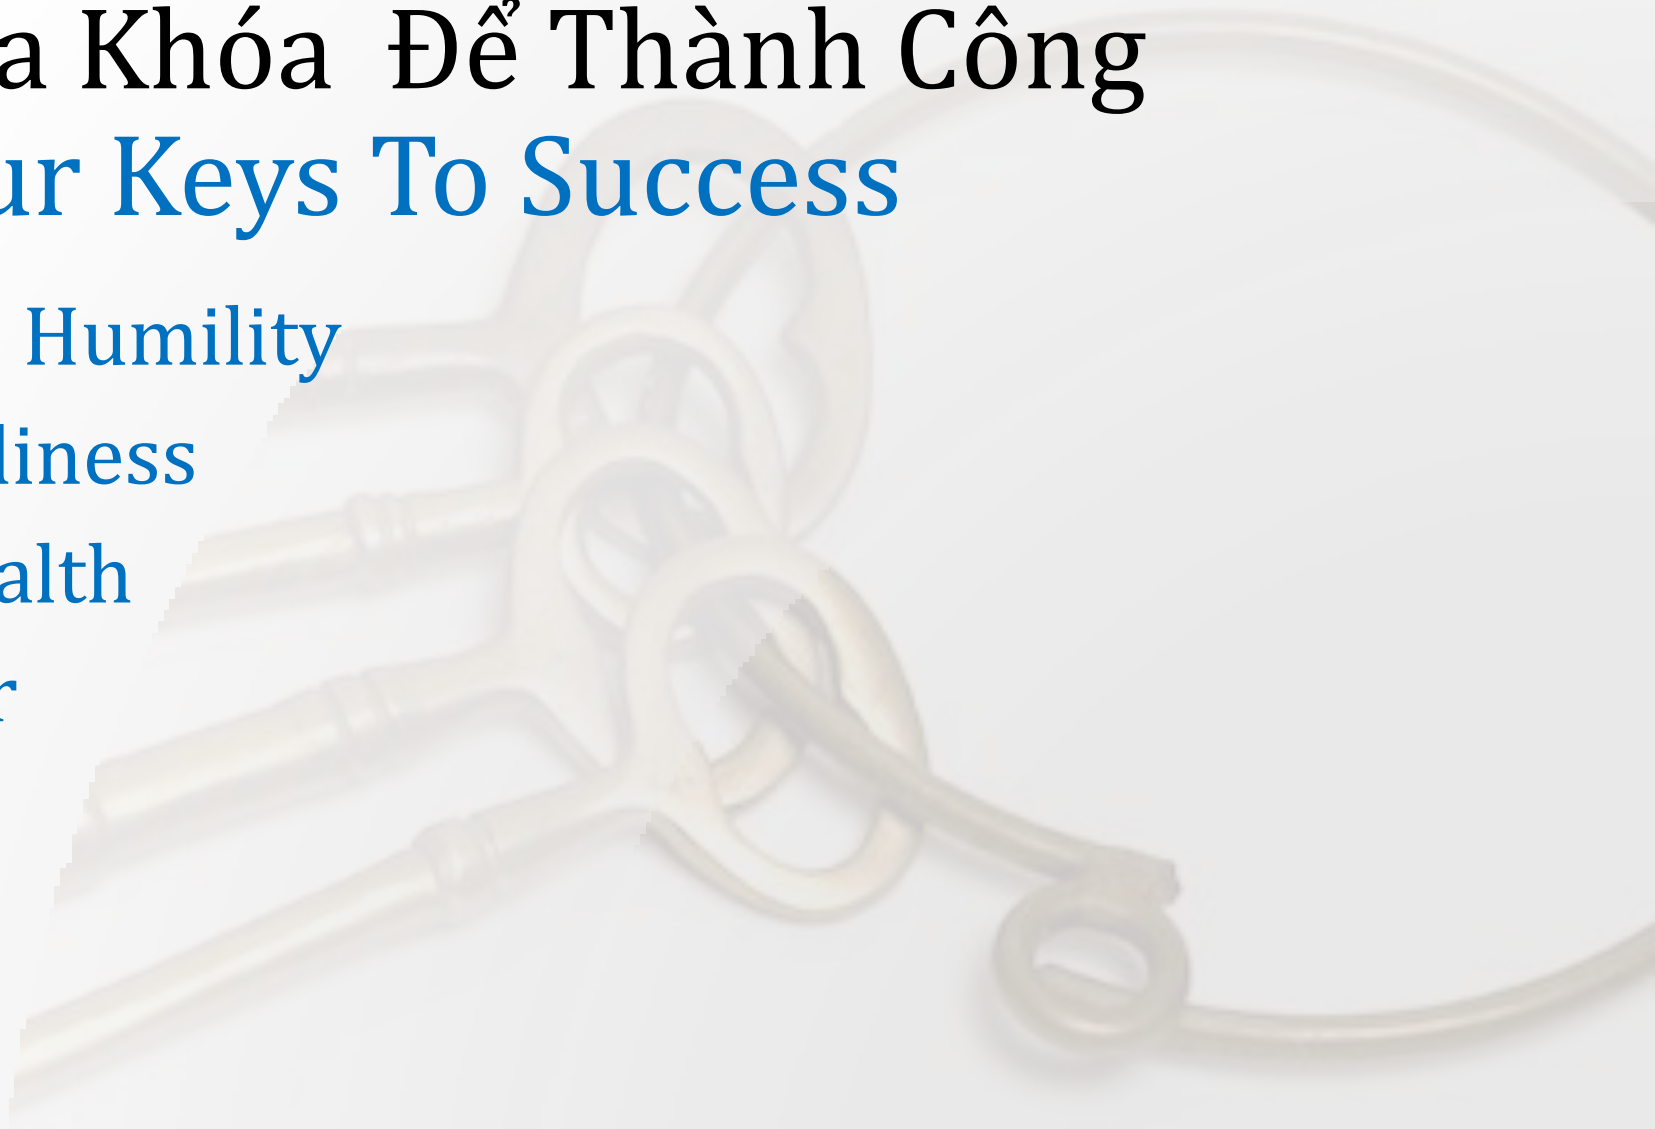 a Khóa Để Thành Công
ur Keys To Success
Humility
liness
alth
r